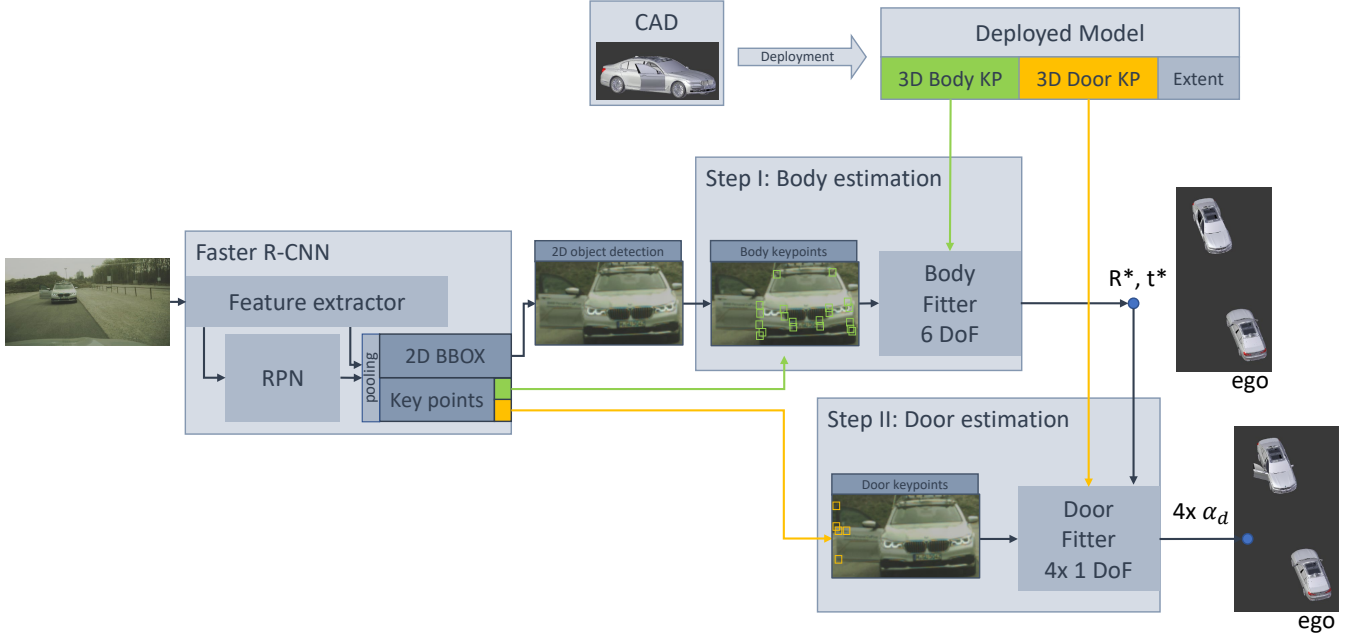 CAD
Deployment
Deployed Model
3D Body KP
3D Door KP
Extent
Step I: Body estimation
Faster R-CNN
Feature extractor
RPN
pooling
2D BBOX
Key points
2D object detection
Body keypoints
Body
Fitter
6 DoF
R*, t*
ego
Step II: Door estimation
Door keypoints
Door
Fitter
4x 1 DoF
4x α_d
ego